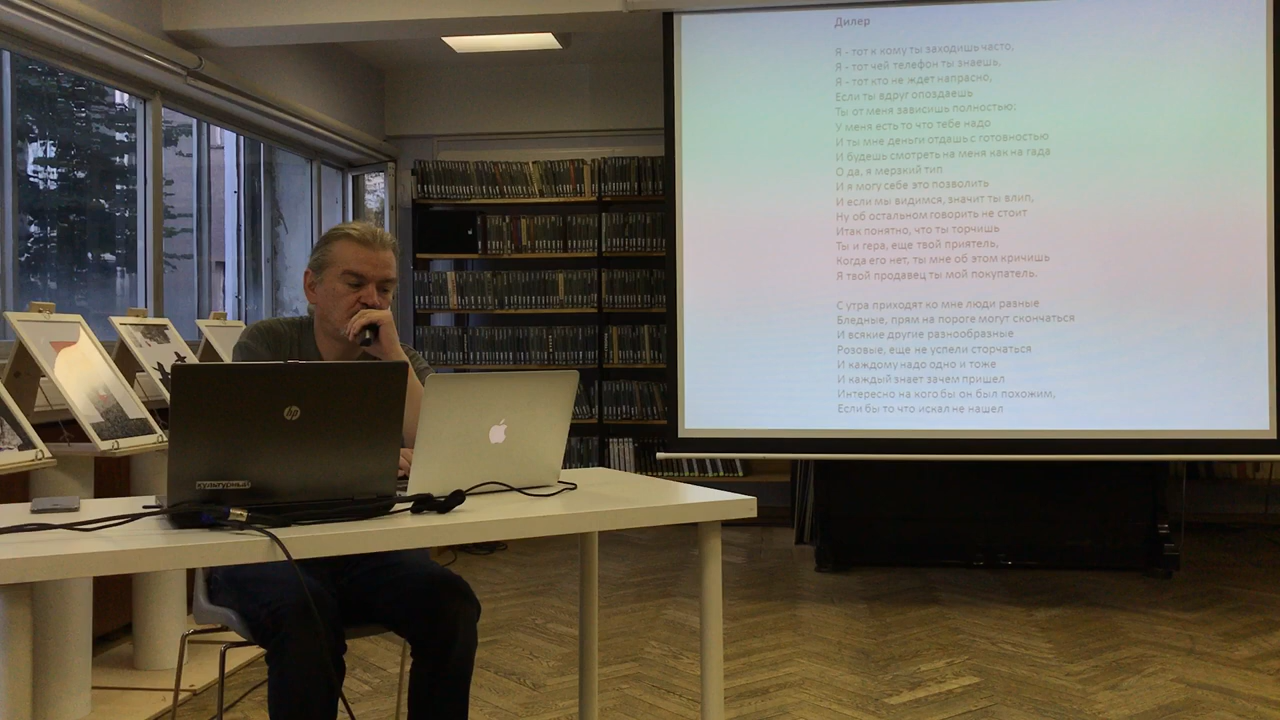 Дилер
Я - тот к кому ты заходишь часто,
Я - тот чей телефон ты знаешь,
Я - тот кто не ждет напрасно,
Если ты вдруг опоздаешь
Ты от меня зависишь полностью:
У меня есть то что тебе надо
И ты мне деньги отдашь с готовностью
И будешь смотреть на меня как на гада
О да, я мерзкий тип
И я могу себе это позволить
И если мы видимся, значит ты влип,
Ну об остальном говорить не стоит
Итак понятно, что ты торчишь
Ты и гера, еще твой приятель,
Когда его нет, ты мне об этом кричишь
Я твой продавец ты мой покупатель.
С утра приходят ко мне люди разные
Бледные, прям на пороге могут скончаться
И всякие другие разнообразные
Розовые, еще не успели сторчаться
И каждому надо одно и тоже
И каждый знает зачем пришел
Интересно на кого бы он был похожим,
Если бы то что искал не нашел
hp
КУЛЬТУРНЫЙ